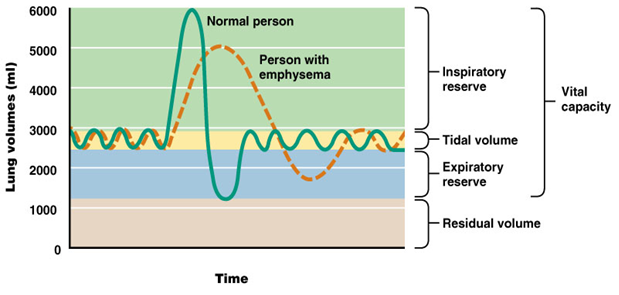 Lung volumes (ml)
6000
5000
4000
3000
2000
1000
0
Normal person
Person with
emphysema
Inspiratory
reserve
Tidal volume
Expiratory
reserve
Residual volume
Vital
capacity
Time